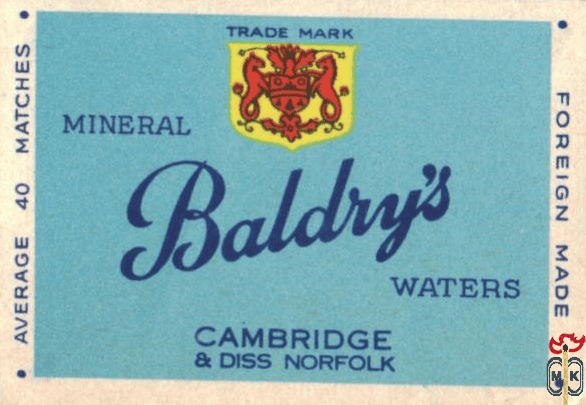 TRADE MARK
MINERAL
Baldry's
WATERS
CAMBRIDGE
& DISS NORFOLK
AVERAGE 40 MATCHES
FOREIGN MADE
M K